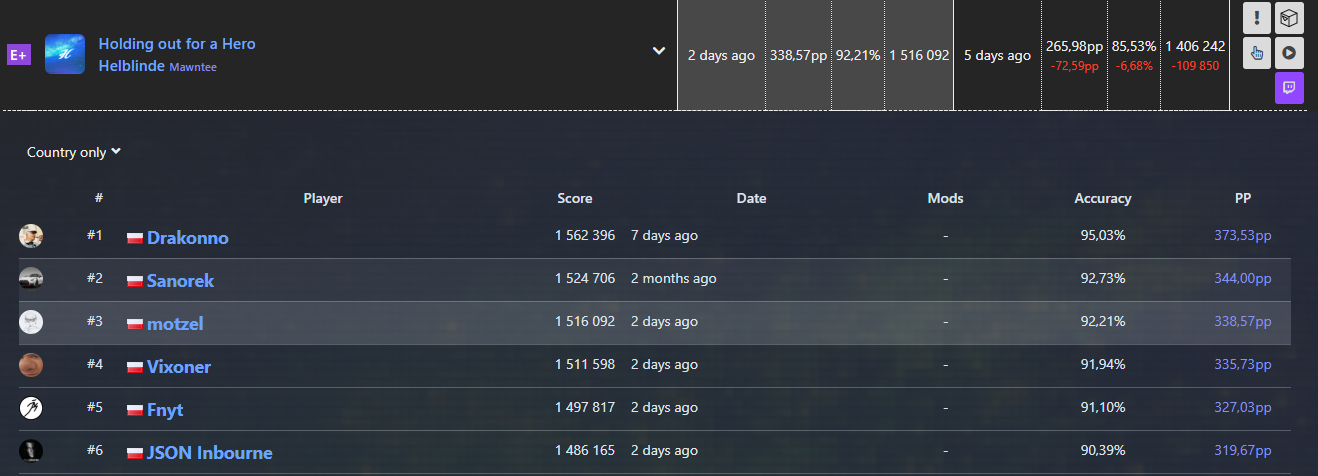 E+
Holding out for a Hero
Helblinde Mawntee
2 days ago 338,57pp 92,21% 1 516 092 5 days ago 265,98pp 85,53% 1 406 242
-72,59pp -6,68% -109 850
Country only
# Player Score Date Mods Accuracy PP
#1 Drakonno 1 562 396 7 days ago - 95,03% 373,53pp
#2 Sanorek 1 524 706 2 months ago - 92,73% 344,00pp
#3 motzel 1 516 092 2 days ago - 92,21% 338,57pp
#4 Vixoner 1 511 598 2 days ago - 91,94% 335,73pp
#5 Fnyt 1 497 817 2 days ago - 91,10% 327,03pp
#6 JSON Inbourne 1 486 165 2 days ago - 90,39% 319,67pp